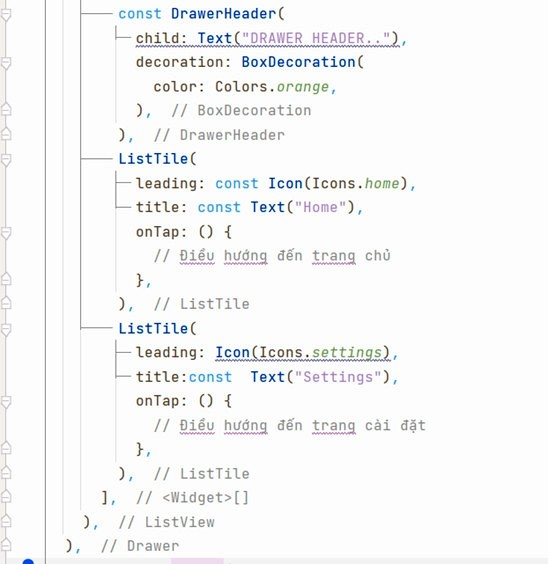 const DrawerHeader(
child: Text("DRAWER HEADER.."),
decoration: BoxDecoration(
color: Colors.orange,
), // BoxDecoration
), // DrawerHeader
ListTile(
leading: const Icon(Icons.home),
title: const Text("Home"),
onTap: () {
// Điều hướng đến trang chủ
},
), // ListTile
ListTile(
leading: Icon(Icons.settings),
title:const  Text("Settings"),
onTap: () {
// Điều hướng đến trang cài đặt
},
), // ListTile
], // <Widget>[]
), // ListView
), // Drawer